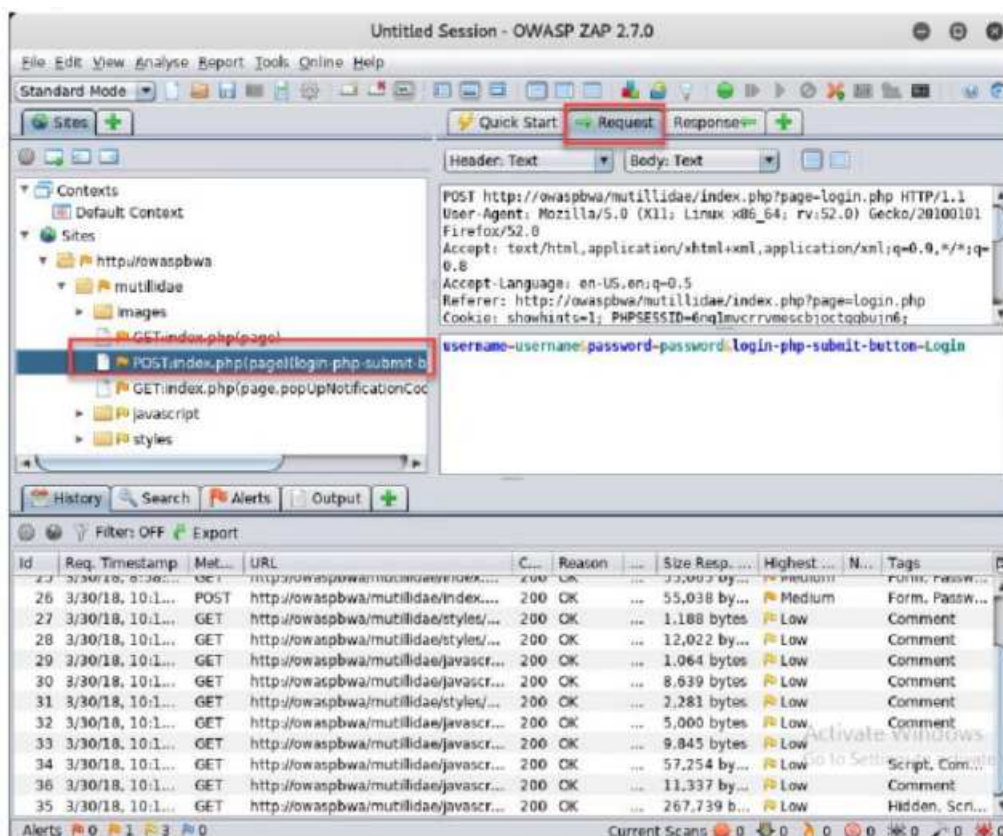 Untitled Session - OWASP ZAP 2.7.0
File Edit View Analyse Report Tools Online Help
Standard Mode
Sites
Quick Start Request Response
Header: Text Body: Text
Contexts
Default Context
Sites
http://owaspbwa
mutillidae
images
GET:index.php(page)
POST:index.php(page)(login-php-submit-b
GET:index.php(page,popUpNotificationCod
javascript
styles
POST http://owaspbwa/mutillidae/index.php?page=login.php HTTP/1.1
User-Agent: Mozilla/5.0 (X11; Linux x86_64; rv:52.0) Gecko/20100101
Firefox/52.0
Accept: text/html,application/xhtml+xml,application/xml;q=0.9,*/*;q=
0.8
Accept-Language: en-US,en;q=0.5
Referer: http://owaspbwa/mutillidae/index.php?page=login.php
Cookie: showhints=1;
username=username&password=password&login-php-submit-button=Login
History Search Alerts Output
Filter: OFF Export
Id Req. Timestamp Met... URL C... Reason ... Size Resp. ... Highest ... N... Tags
26 3/30/18, 10:1... POST http://owaspbwa/mutillidae/index.... 200 OK ... 55,038 by... Medium Form, Passw...
27 3/30/18, 10:1... GET http://owaspbwa/mutillidae/styles/... 200 OK ... 1,188 bytes Low Comment
28 3/30/18, 10:1... GET http://owaspbwa/mutillidae/styles/... 200 OK ... 12,022 by... Low Comment
29 3/30/18, 10:1... GET http://owaspbwa/mutillidae/javascr... 200 OK ... 1,064 bytes Low Comment
30 3/30/18, 10:1... GET http://owaspbwa/mutillidae/javascr... 200 OK ... 8,639 bytes Low Comment
31 3/30/18, 10:1... GET http://owaspbwa/mutillidae/styles/... 200 OK ... 2,281 bytes Low Comment
32 3/30/18, 10:1... GET http://owaspbwa/mutillidae/javascr... 200 OK ... 5,000 bytes Low Comment
33 3/30/18, 10:1... GET http://owaspbwa/mutillidae/javascr... 200 OK ... 9,845 bytes Low
34 3/30/18, 10:1... GET http://owaspbwa/mutillidae/javascr... 200 OK ... 57,254 by... Low Script, Com...
36 3/30/18, 10:1... GET http://owaspbwa/mutillidae/javascr... 200 OK ... 11,337 by... Low Comment
35 3/30/18, 10:1... GET http://owaspbwa/mutillidae/javascr... 200 OK ... 267,739 b... Low Hidden, Scri...
Activate Windows
Alerts 0 1 3 0 Current Scans 0 0 0 0 0 0 0